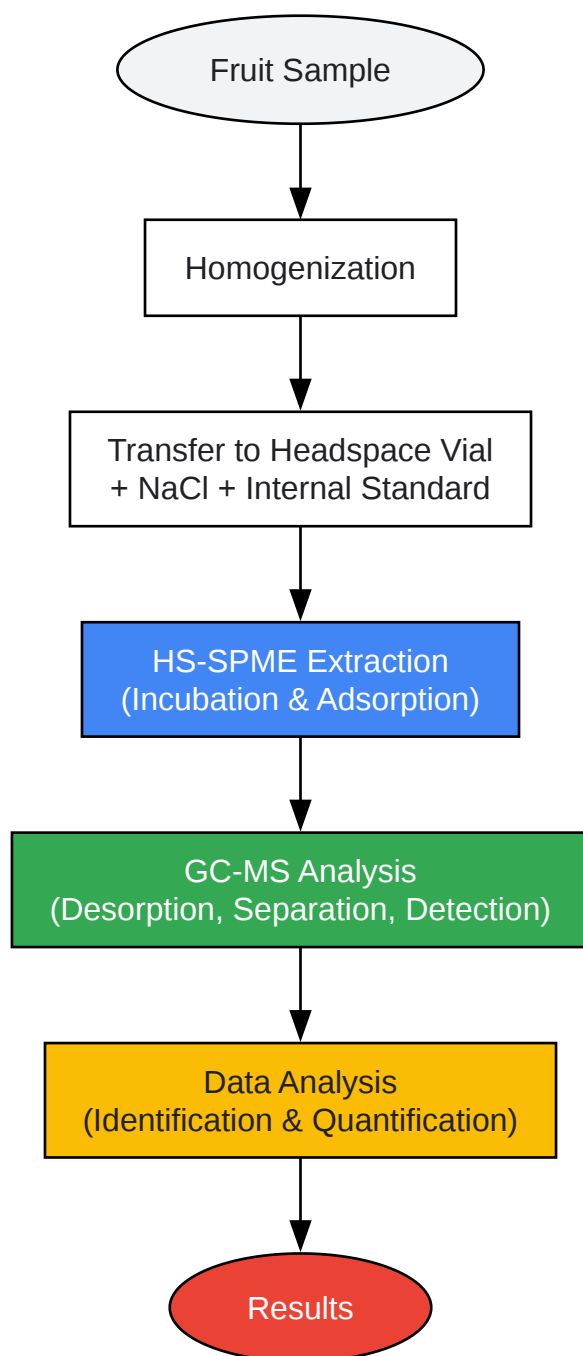 Fruit Sample
Homogenization
Transfer to Headspace Vial
+ NaCl + Internal Standard
HS-SPME Extraction
(Incubation & Adsorption)
GC-MS Analysis
(Desorption, Separation, Detection)
Data Analysis
(Identification & Quantification)
Results